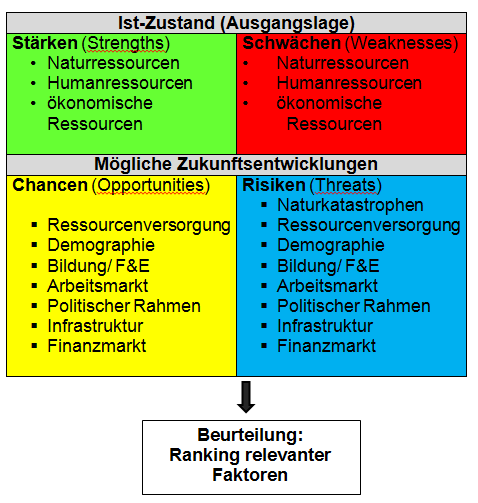 Ist-Zustand (Ausgangslage)
Stärken (Strengths)
• Naturressourcen
• Humanressourcen
• ökonomische
Ressourcen
Schwächen (Weaknesses)
• Naturressourcen
• Humanressourcen
• ökonomische
Ressourcen
Mögliche Zukunftsentwicklungen
Chancen (Opportunities)
▪ Ressourcenversorgung
▪ Demographie
▪ Bildung/ F&E
▪ Arbeitsmarkt
▪ Politischer Rahmen
▪ Infrastruktur
▪ Finanzmarkt
Risiken (Threats)
▪ Naturkatastrophen
▪ Ressourcenversorgung
▪ Demographie
▪ Bildung/ F&E
▪ Arbeitsmarkt
▪ Politischer Rahmen
▪ Infrastruktur
▪ Finanzmarkt
Beurteilung:
Ranking relevanter
Faktoren